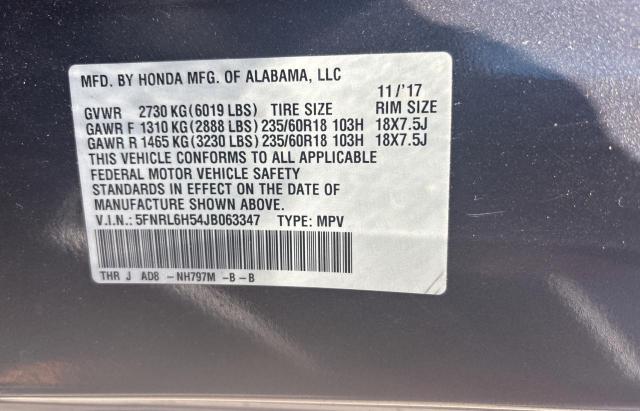 MFD. BY HONDA MFG. OF ALABAMA, LLC 11/'17
GVWR 2730 KG (6019 LBS) TIRE SIZE RIM SIZE
GAWR F 1310 KG (2888 LBS) 235/60R18 103H 18X7.5J
GAWR R 1465 KG (3230 LBS) 235/60R18 103H 18X7.5J
THIS VEHICLE CONFORMS TO ALL APPLICABLE
FEDERAL MOTOR VEHICLE SAFETY
STANDARDS IN EFFECT ON THE DATE OF
MANUFACTURE SHOWN ABOVE.
V.I.N.: 5FNRL6H54JB063347 TYPE: MPV
THR J AD8 -NH797M -B-B